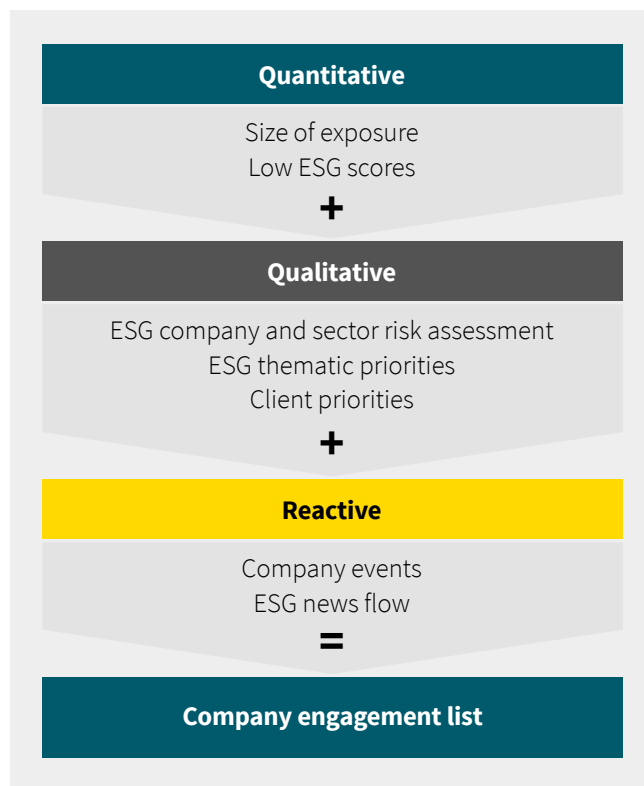 Quantitative
Size of exposure
Low ESG scores
+
Qualitative
ESG company and sector risk assessment
ESG thematic priorities
Client priorities
+
Reactive
Company events
ESG news flow
=
Company engagement list